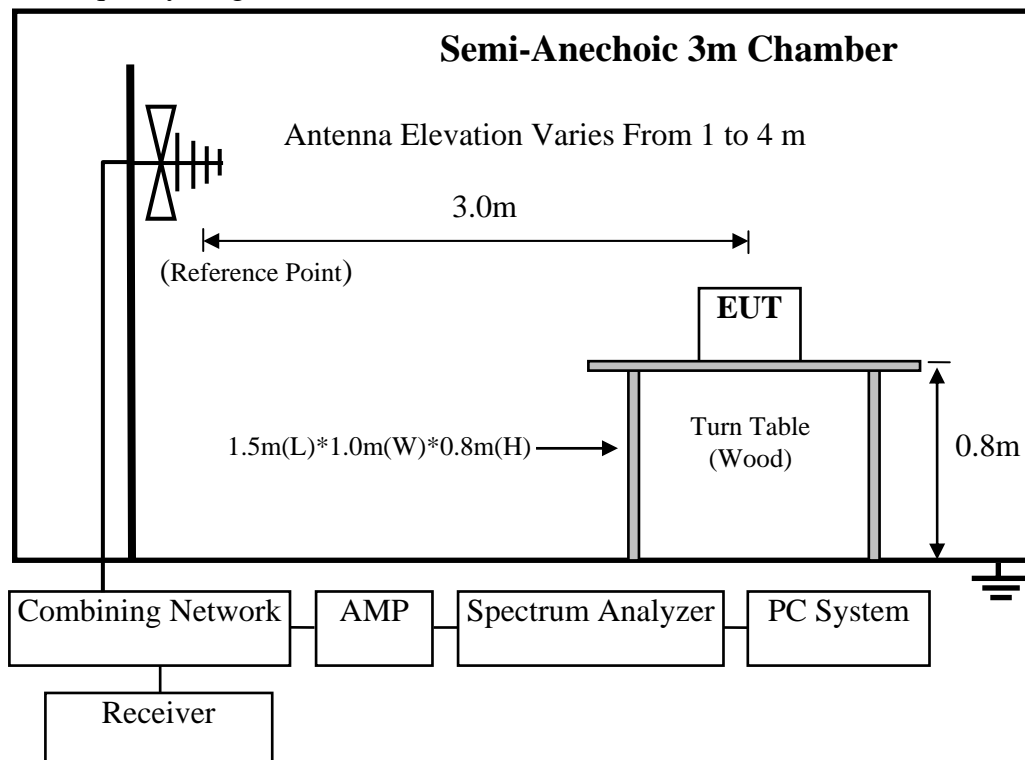 Semi-Anechoic 3m Chamber
Antenna Elevation Varies From 1 to 4 m
3.0m
(Reference Point)
EUT
1.5m(L)*1.0m(W)*0.8m(H)
Turn Table
(Wood)
0.8m
Combining Network
AMP
Spectrum Analyzer
PC System
Receiver